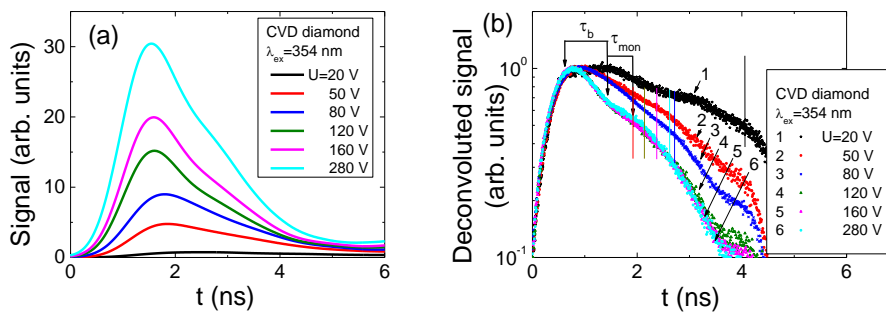 (a)
CVD diamond
λex=354 nm
U=20 V
50 V
80 V
120 V
160 V
280 V
Signal (arb. units)
30
20
10
0
0 2 4 6
t (ns)
(b)
τb
τmon
1
2
3
4
5
6
CVD diamond
λex=354 nm
1 U=20 V
2 50 V
3 80 V
4 120 V
5 160 V
6 280 V
Deconvoluted signal
(arb. units)
10^0
10^-1
0 2 4 6
t (ns)